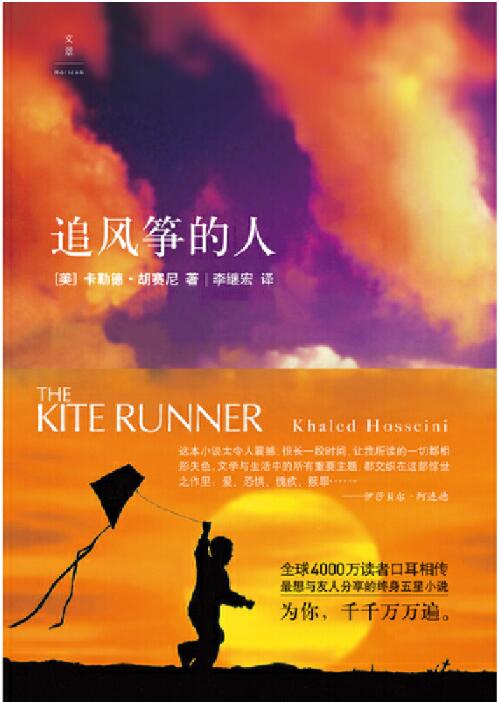 文
景
Horizon
追风筝的人
[美] 卡勒德·胡赛尼 著 | 李继宏 译
THE
KITE RUNNER
Khaled Hosseini
这本小说太令人震撼，很长一段时间，让我所读的一切都相
形失色。文学与生活中的所有重要主题，都交织在这部惊世
之作里：爱、恐惧、愧疚、赎罪……
——伊莎贝尔·阿连德
全球4000万读者口耳相传
最想与友人分享的终身五星小说
为你，千千万万遍。